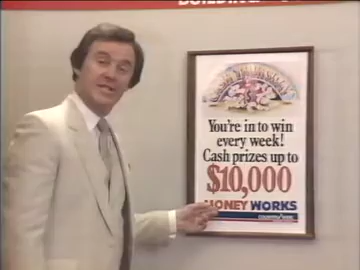 BUILDING
You're in to win
every week!
Cash prizes up to
$10,000
MONEY WORKS